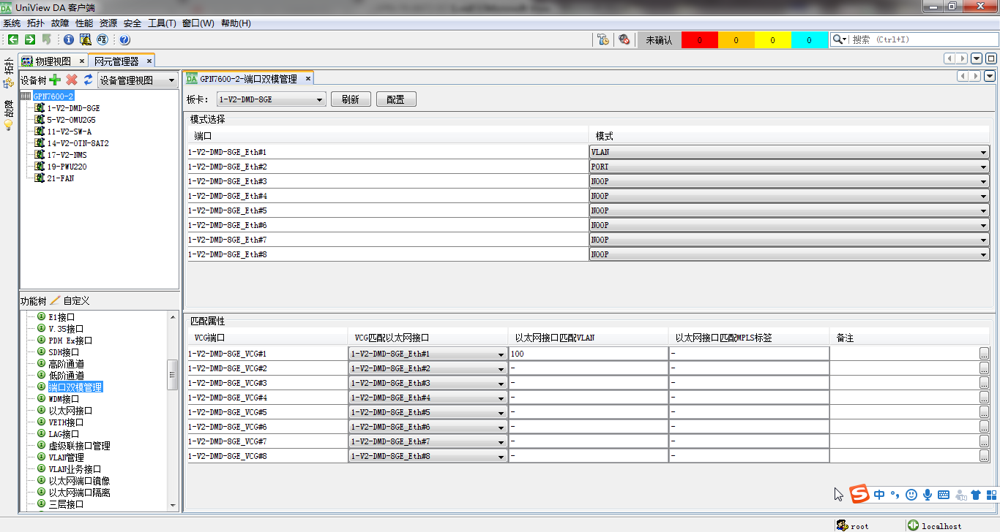 DA UniView DA 客户端
系统 拓扑 故障 性能 资源 安全 工具(T) 窗口(W) 帮助(H)
未确认 0 0 0 0 搜索 (Ctrl+I)
拓扑
故障
物理视图 × 网元管理器 ×
设备树 设备管理视图
GPN7600-2
1-V2-DMD-8GE
5-V2-OMU2G5
11-V2-SW-A
14-V2-OTN-8AT2
17-V2-NMS
19-PWU220
21-FAN
功能树 自定义
E1接口
V.35接口
PDH Ex接口
SDH接口
高阶通道
低阶通道
端口双模管理
WDM接口
以太网接口
VETH接口
LAG接口
虚级联接口管理
VLAN管理
VLAN业务接口
以太网端口镜像
以太网端口隔离
三层接口
DA GPN7600-2-端口双模管理 ×
板卡: 1-V2-DMD-8GE 刷新 配置
模式选择
端口 模式
1-V2-DMD-8GE_Eth#1 VLAN
1-V2-DMD-8GE_Eth#2 PORT
1-V2-DMD-8GE_Eth#3 NOOP
1-V2-DMD-8GE_Eth#4 NOOP
1-V2-DMD-8GE_Eth#5 NOOP
1-V2-DMD-8GE_Eth#6 NOOP
1-V2-DMD-8GE_Eth#7 NOOP
1-V2-DMD-8GE_Eth#8 NOOP
匹配属性
VCG端口 VCG匹配以太网接口 以太网接口匹配VLAN 以太网接口匹配MPLS标签 备注
1-V2-DMD-8GE_VCG#1 1-V2-DMD-8GE_Eth#1 100 - ...
1-V2-DMD-8GE_VCG#2 1-V2-DMD-8GE_Eth#2 - - ...
1-V2-DMD-8GE_VCG#3 1-V2-DMD-8GE_Eth#3 - - ...
1-V2-DMD-8GE_VCG#4 1-V2-DMD-8GE_Eth#4 - - ...
1-V2-DMD-8GE_VCG#5 1-V2-DMD-8GE_Eth#5 - - ...
1-V2-DMD-8GE_VCG#6 1-V2-DMD-8GE_Eth#6 - - ...
1-V2-DMD-8GE_VCG#7 1-V2-DMD-8GE_Eth#7 - - ...
1-V2-DMD-8GE_VCG#8 1-V2-DMD-8GE_Eth#8 - - ...
S 中
root localhost